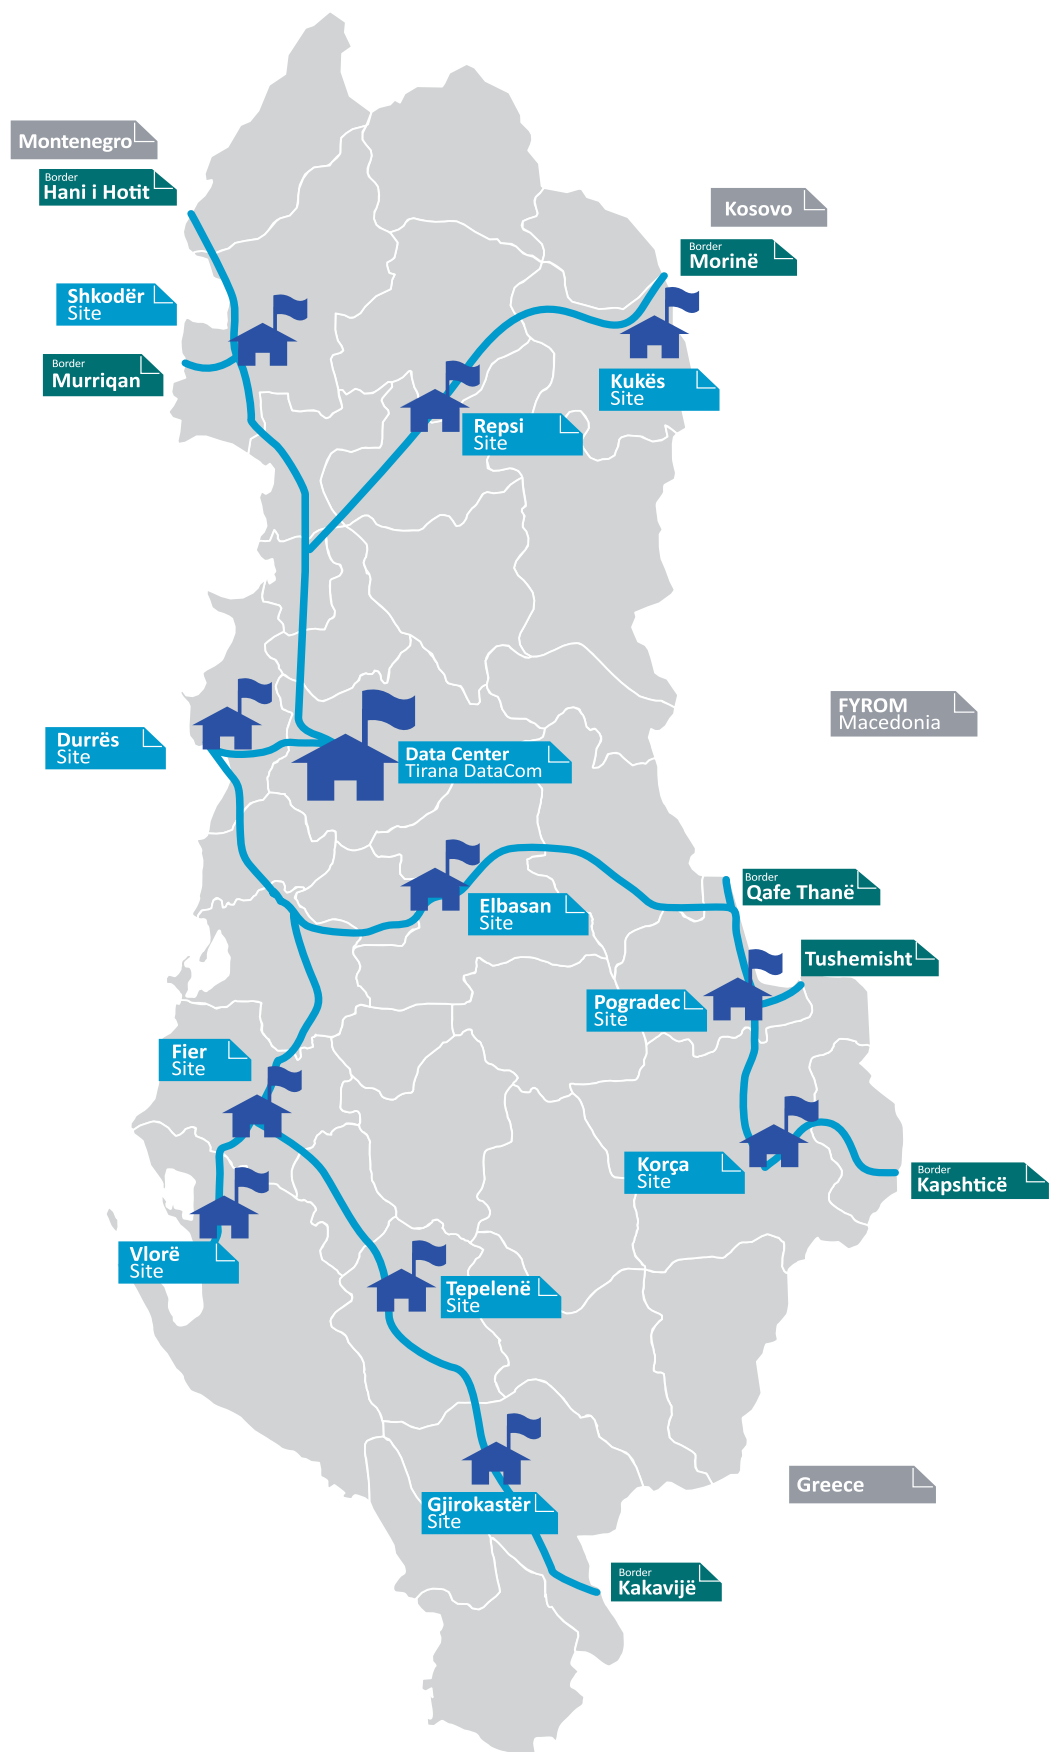 Montenegro
Border
Hani i Hotit
Kosovo
Border
Morinë
Shkodër
Site
Border
Murriqan
Kukës
Site
Repsi
Site
FYROM
Macedonia
Durrës
Site
Data Center
Tirana DataCom
Border
Qafe Thanë
Elbasan
Site
Tushemisht
Pogradec
Site
Fier
Site
Korça
Site
Border
Kapshticë
Vlorë
Site
Tepelenë
Site
Greece
Gjirokastër
Site
Border
Kakavijë